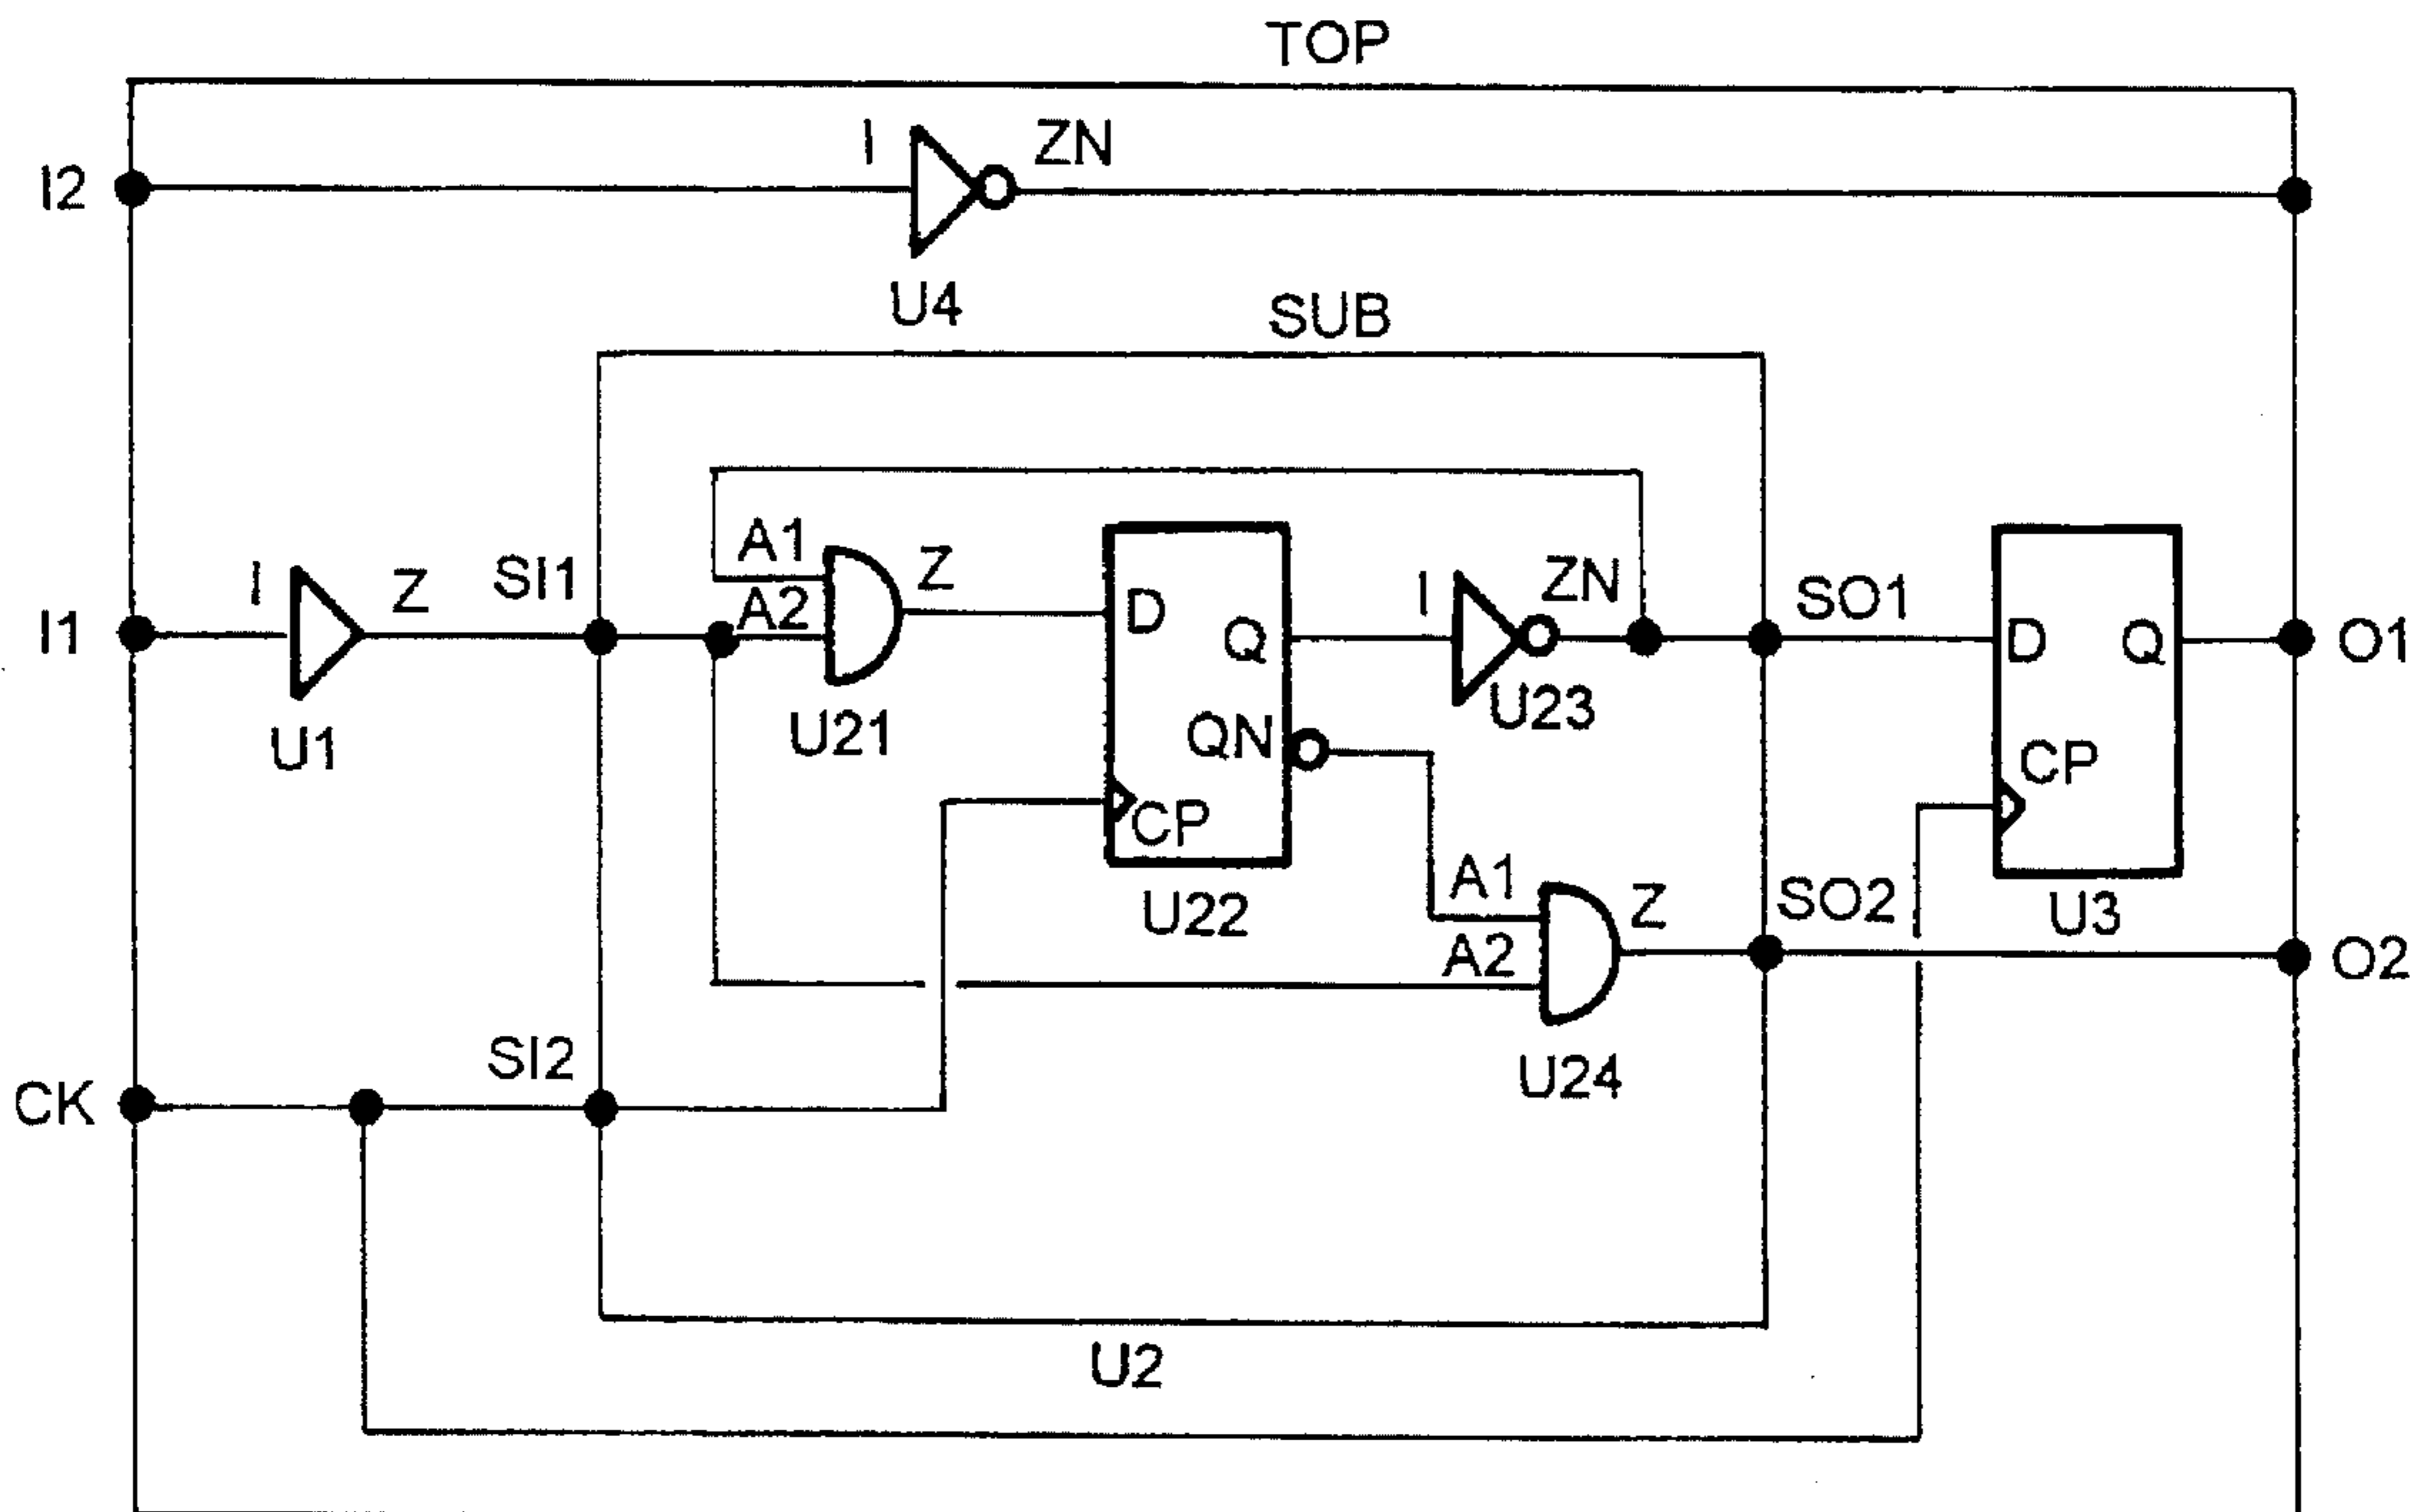 TOP
I2
I
ZN
U4
SUB
I1
I
Z
U1
SI1
A1
A2
Z
U21
D
Q
QN
CP
U22
I
ZN
U23
A1
A2
Z
U24
SO1
SO2
D
Q
CP
U3
O1
O2
CK
SI2
U2